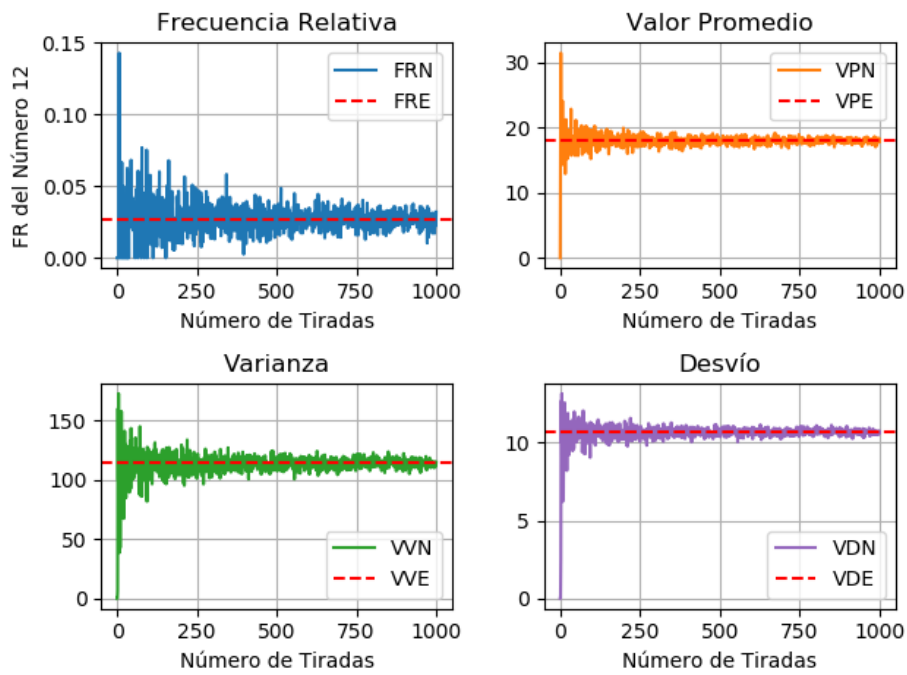 Frecuencia Relativa
FR del Número 12
0.15
0.10
0.05
0.00
FRN
FRE
0 250 500 750 1000
Número de Tiradas
Valor Promedio
30
20
10
0
VPN
VPE
0 250 500 750 1000
Número de Tiradas
Varianza
150
100
50
0
VVN
VVE
0 250 500 750 1000
Número de Tiradas
Desvío
10
5
0
VDN
VDE
0 250 500 750 1000
Número de Tiradas